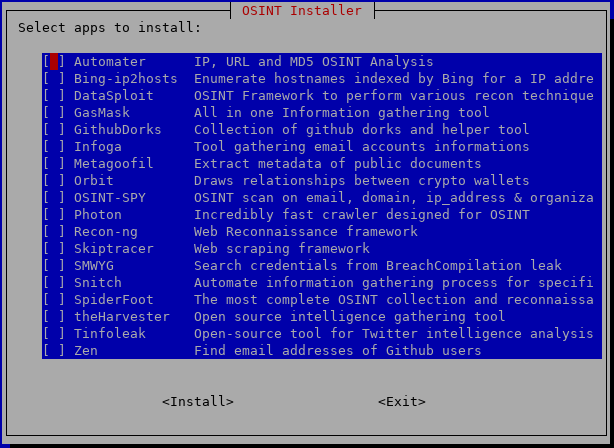 OSINT Installer
Select apps to install:
[ ] Automater IP, URL and MD5 OSINT Analysis
[ ] Bing-ip2hosts Enumerate hostnames indexed by Bing for a IP addre
[ ] DataSploit OSINT Framework to perform various recon technique
[ ] GasMask All in one Information gathering tool
[ ] GithubDorks Collection of github dorks and helper tool
[ ] Infoga Tool gathering email accounts informations
[ ] Metagoofil Extract metadata of public documents
[ ] Orbit Draws relationships between crypto wallets
[ ] OSINT-SPY OSINT scan on email, domain, ip_address & organiza
[ ] Photon Incredibly fast crawler designed for OSINT
[ ] Recon-ng Web Reconnaissance framework
[ ] Skiptracer Web scraping framework
[ ] SMWYG Search credentials from BreachCompilation leak
[ ] Snitch Automate information gathering process for specifi
[ ] SpiderFoot The most complete OSINT collection and reconnaissa
[ ] theHarvester Open source intelligence gathering tool
[ ] Tinfoleak Open-source tool for Twitter intelligence analysis
[ ] Zen Find email addresses of Github users
<Install> <Exit>